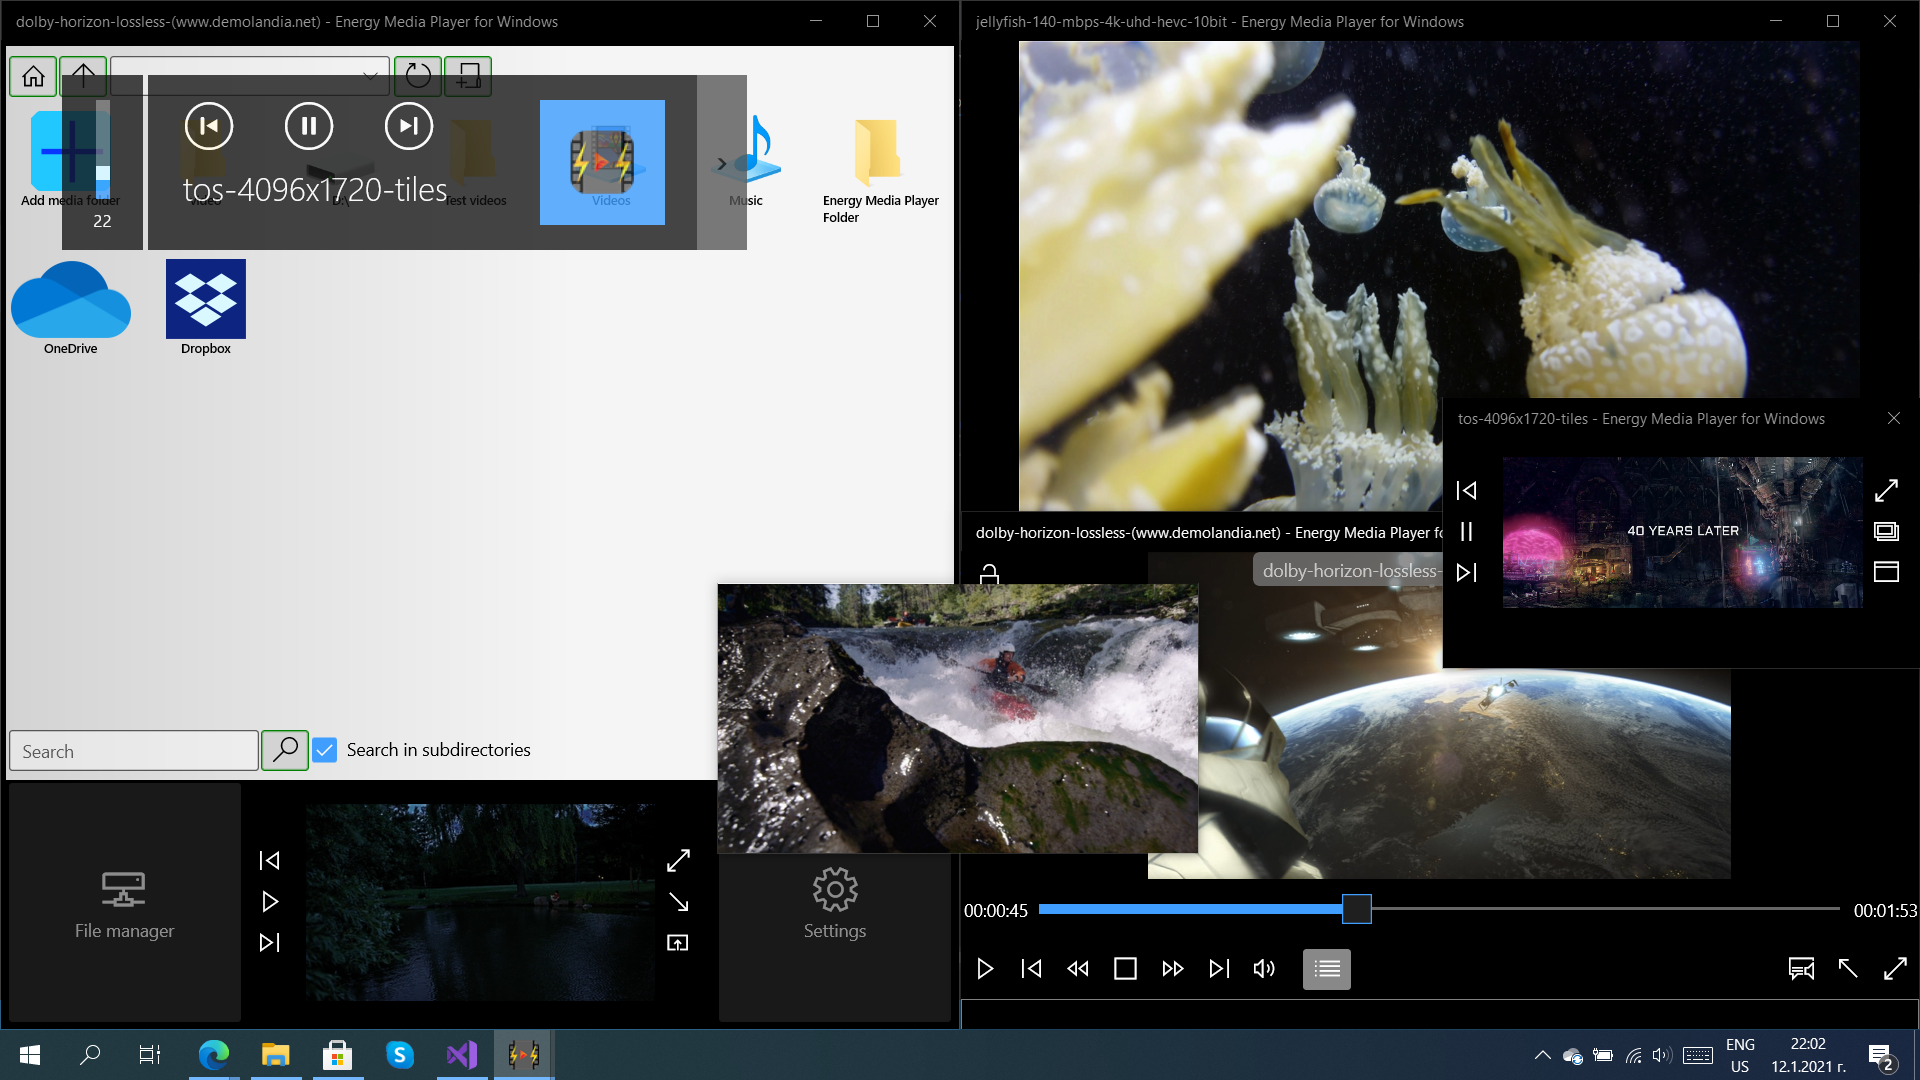 dolby-horizon-lossless-(www.demolandia.net) - Energy Media Player for Windows
Add media folder
Video
D:\
Test videos
Videos
Music
Energy Media Player
Folder
22
tos-4096x1720-tiles
OneDrive
Dropbox
Search
Search in subdirectories
File manager
Settings
jellyfish-140-mbps-4k-uhd-hevc-10bit - Energy Media Player for Windows
tos-4096x1720-tiles - Energy Media Player for Windows
40 YEARS LATER
dolby-horizon-lossless-(www.demolandia.net) - Energy Media Player fo
dolby-horizon-lossless-
00:00:45
00:01:53
ENG
US
22:02
12.1.2021 г.
2